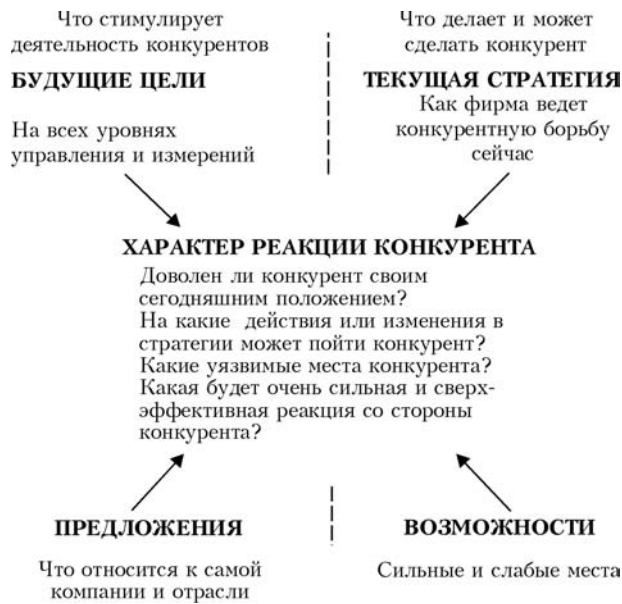 Что стимулирует
деятельность конкурентов
БУДУЩИЕ ЦЕЛИ
На всех уровнях
управления и измерений
Что делает и может
сделать конкурент
ТЕКУЩАЯ СТРАТЕГИЯ
Как фирма ведет
конкурентную борьбу
сейчас
ХАРАКТЕР РЕАКЦИИ КОНКУРЕНТА
Доволен ли конкурент своим
сегодняшним положением?
На какие действия или изменения в
стратегии может пойти конкурент?
Какие уязвимые места конкурента?
Какая будет очень сильная и сверх-
эффективная реакция со стороны
конкурента?
ПРЕДЛОЖЕНИЯ
Что относится к самой
компании и отрасли
ВОЗМОЖНОСТИ
Сильные и слабые места